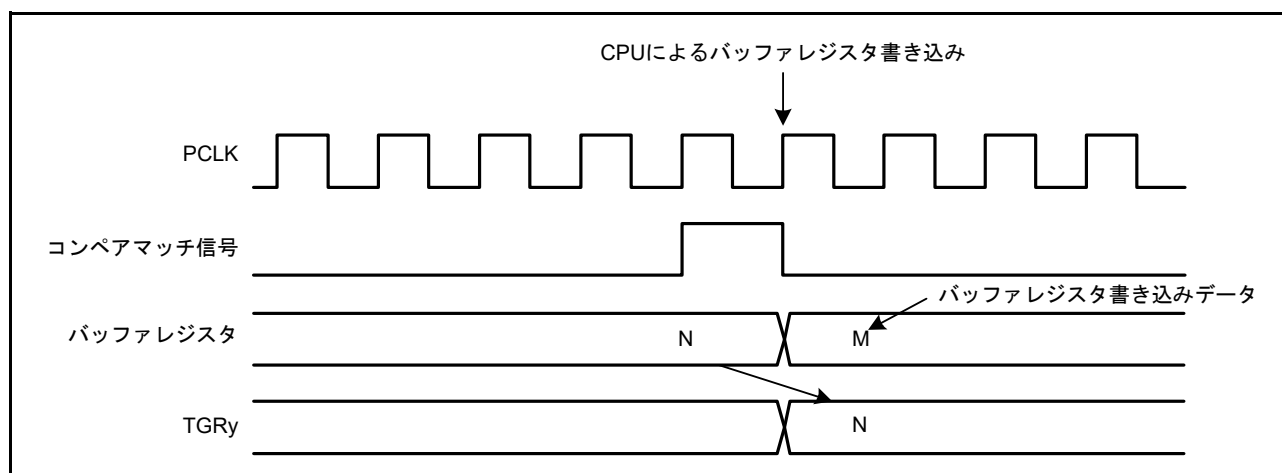 CPUによるバッファレジスタ書き込み
PCLK
コンペアマッチ信号
バッファレジスタ書き込みデータ
バッファレジスタ
N
M
TGRy
N